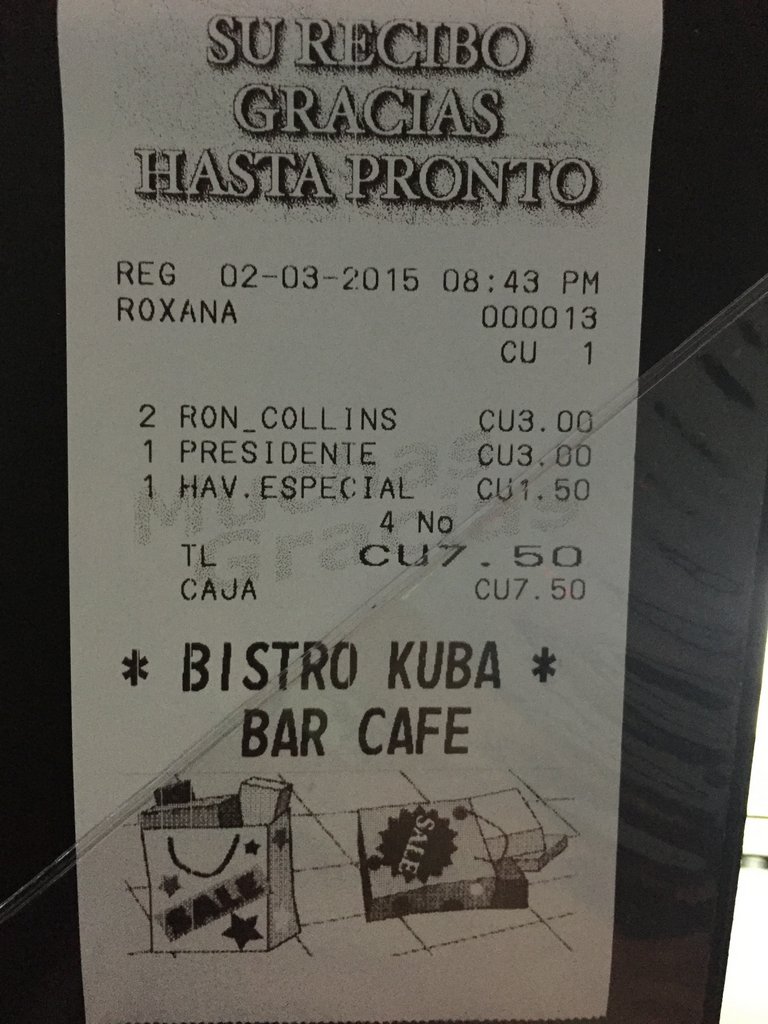 SU RECIBO
GRACIAS
HASTA PRONTO
REG 02-03-2015 08:43 PM
ROXANA 000013
CU 1
2 RON_COLLINS CU3.00
1 PRESIDENTE CU3.00
1 HAV.ESPECIAL CU1.50
4 No
TL CU7.50
CAJA CU7.50
* BISTRO KUBA *
BAR CAFE
SALE
SALE